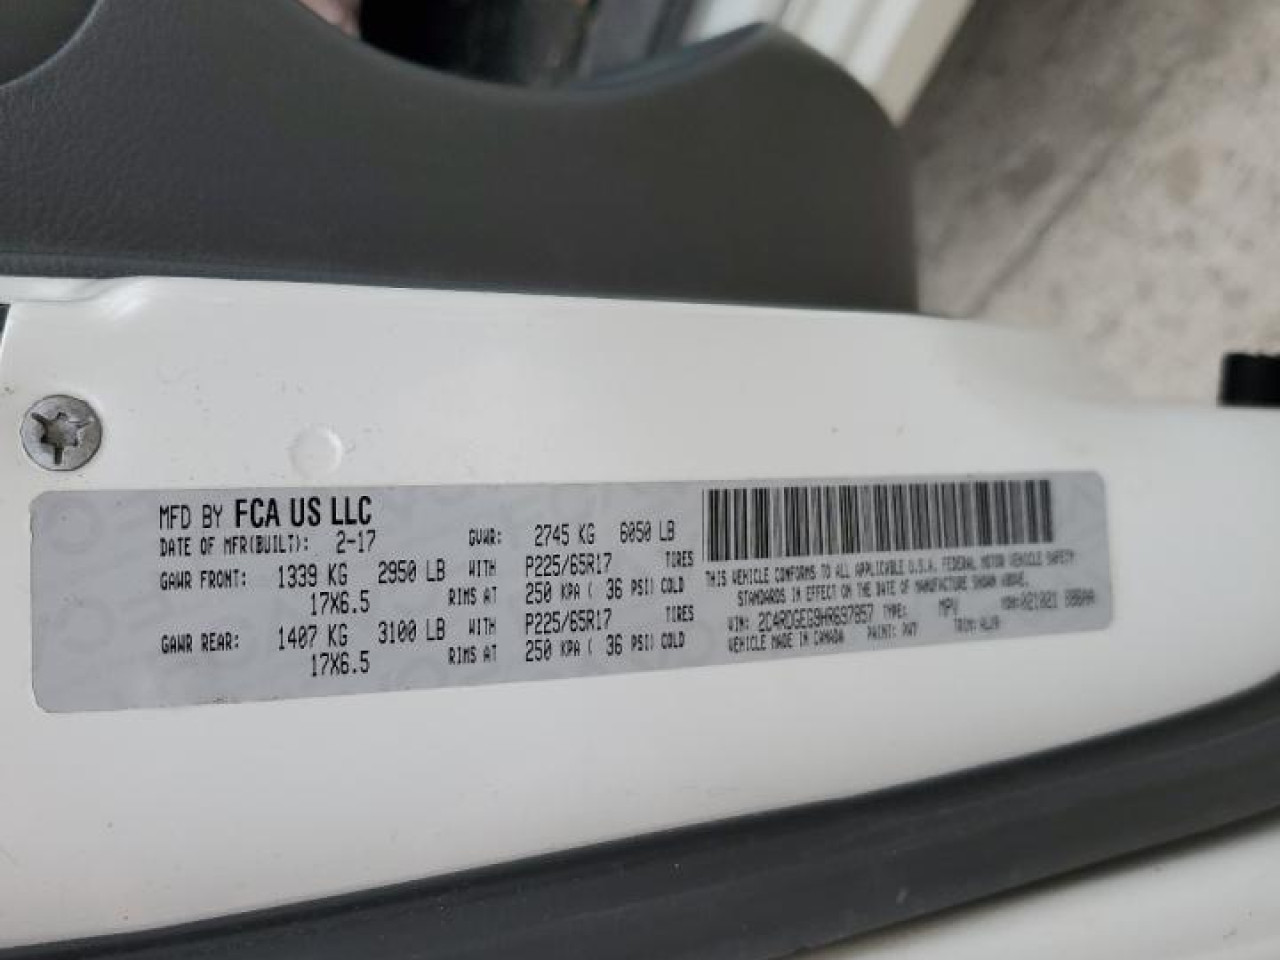 MFD BY FCA US LLC
DATE OF MFR(BUILT): 2-17 GVWR: 2745 KG 6050 LB
GAWR FRONT: 1339 KG 2950 LB WITH P225/65R17 TIRES
17X6.5 RIMS AT 250 KPA ( 36 PSI) COLD
GAWR REAR: 1407 KG 3100 LB WITH P225/65R17 TIRES
17X6.5 RIMS AT 250 KPA ( 36 PSI) COLD
THIS VEHICLE CONFORMS TO ALL APPLICABLE U.S.A. FEDERAL MOTOR VEHICLE SAFETY
STANDARDS IN EFFECT ON THE DATE OF MANUFACTURE SHOWN ABOVE.
VIN: 2C4RDGEG9HR697857 TYPE: MPV MDH:021021
VEHICLE MADE IN CANADA PAINT: PW7 TRIM: